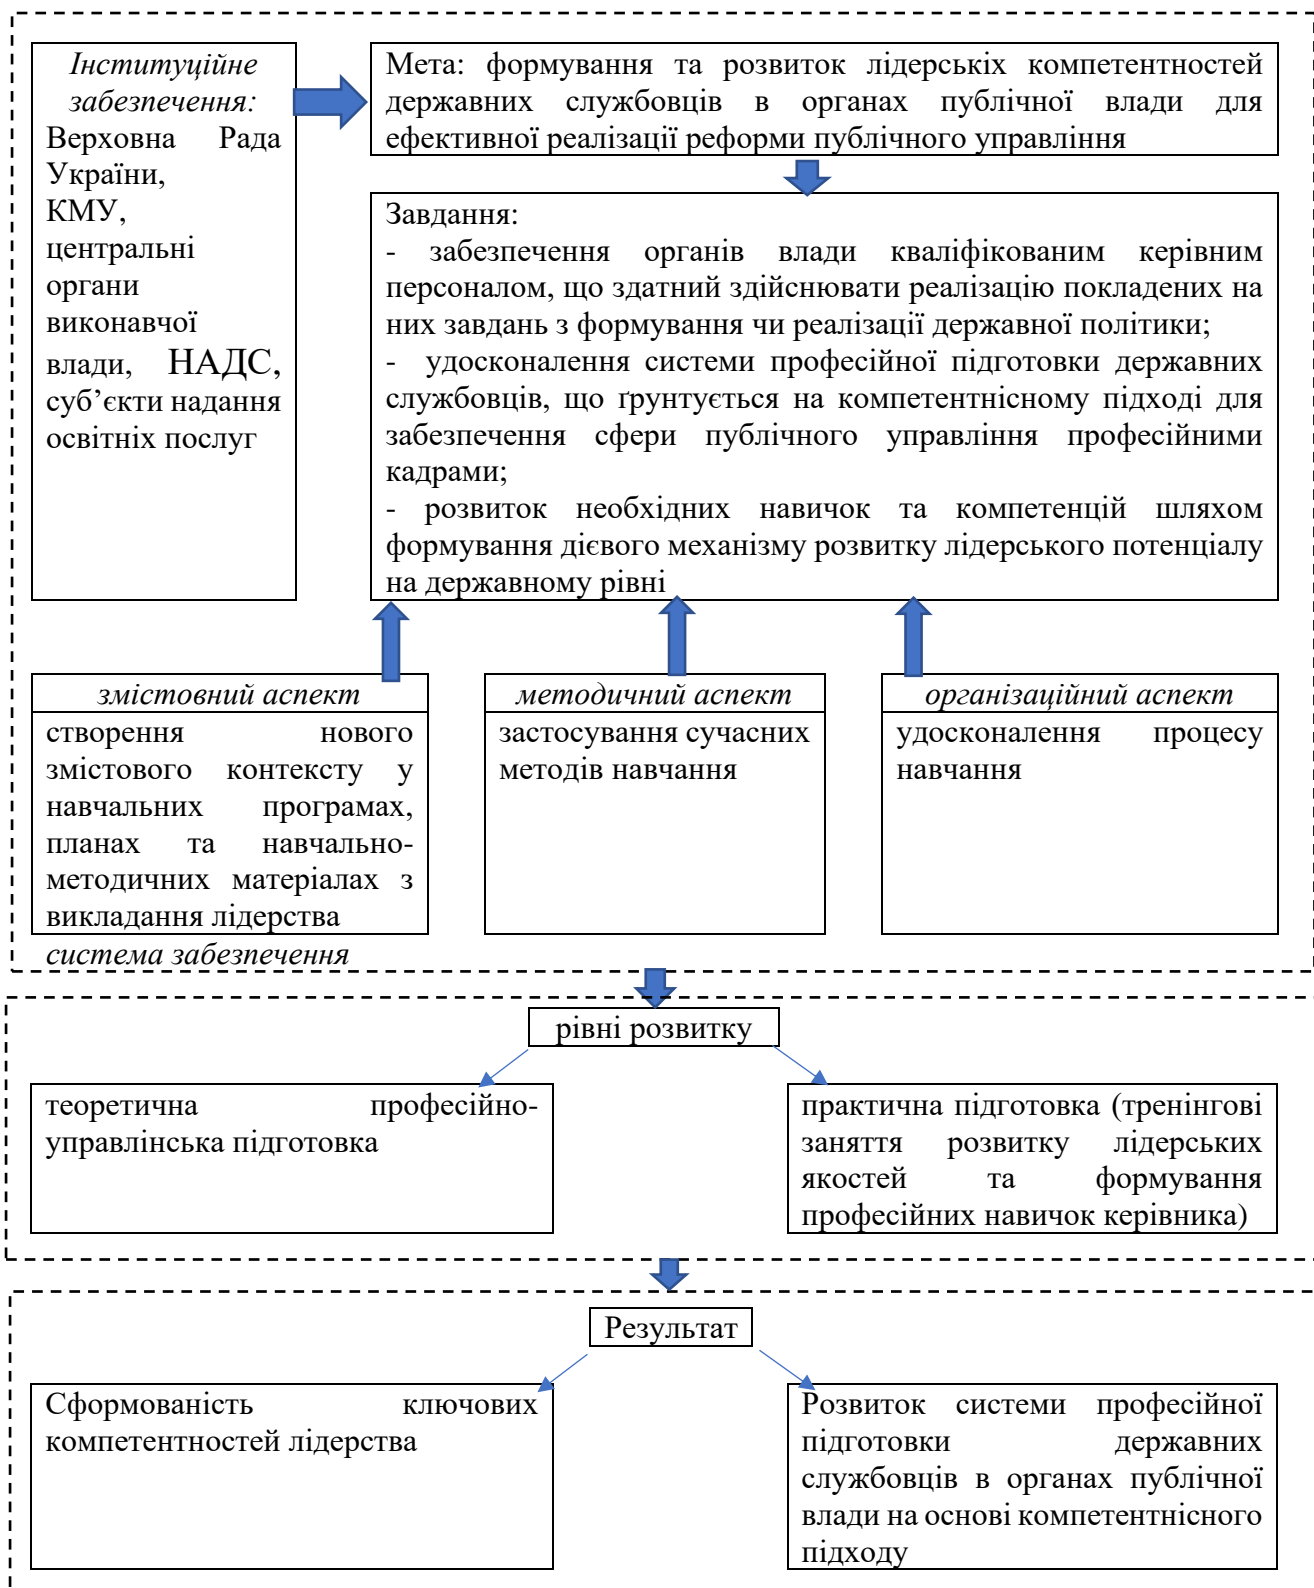 Інституційне
забезпечення:
Верховна Рада
України,
КМУ,
центральні
органи
виконавчої
влади, НАДС,
суб’єкти надання
освітніх послуг
Мета: формування та розвиток лідерськіх компетентностей
державних службовців в органах публічної влади для
ефективної реалізації реформи публічного управління
Завдання:
- забезпечення органів влади кваліфікованим керівним
персоналом, що здатний здійснювати реалізацію покладених на
них завдань з формування чи реалізації державної політики;
- удосконалення системи професійної підготовки державних
службовців, що ґрунтується на компетентнісному підході для
забезпечення сфери публічного управління професійними
кадрами;
- розвиток необхідних навичок та компетенцій шляхом
формування дієвого механізму розвитку лідерського потенціалу
на державному рівні
змістовний аспект
створення нового
змістового контексту у
навчальних програмах,
планах та навчально-
методичних матеріалах з
викладання лідерства
методичний аспект
застосування сучасних
методів навчання
організаційний аспект
удосконалення процесу
навчання
система забезпечення
рівні розвитку
теоретична професійно-
управлінська підготовка
практична підготовка (тренінгові
заняття розвитку лідерських
якостей та формування
професійних навичок керівника)
Результат
Сформованість ключових
компетентностей лідерства
Розвиток системи професійної
підготовки державних
службовців в органах публічної
влади на основі компетентнісного
підходу